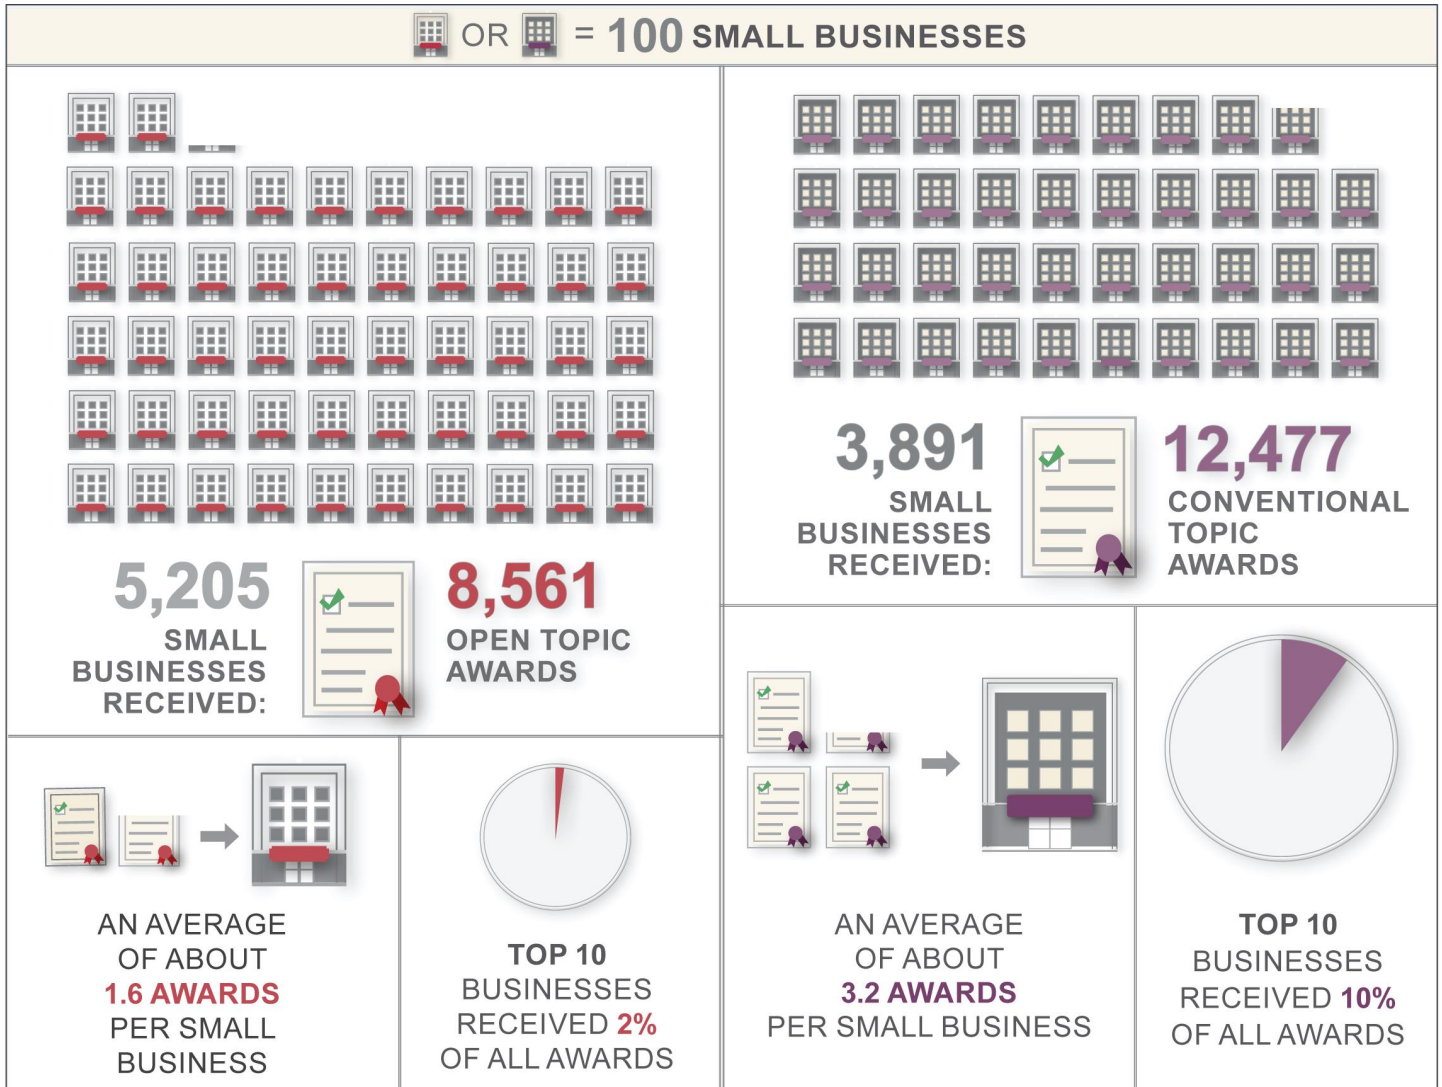 OR = 100 SMALL BUSINESSES
5,205
SMALL
BUSINESSES
RECEIVED:
8,561
OPEN TOPIC
AWARDS
3,891
SMALL
BUSINESSES
RECEIVED:
12,477
CONVENTIONAL
TOPIC
AWARDS
AN AVERAGE
OF ABOUT
1.6 AWARDS
PER SMALL
BUSINESS
TOP 10
BUSINESSES
RECEIVED 2%
OF ALL AWARDS
AN AVERAGE
OF ABOUT
3.2 AWARDS
PER SMALL BUSINESS
TOP 10
BUSINESSES
RECEIVED 10%
OF ALL AWARDS